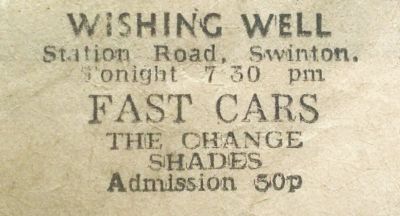 WISHING WELL
Station Road, Swinton.
Tonight 7 30 pm
FAST CARS
THE CHANGE
SHADES
Admission 50p